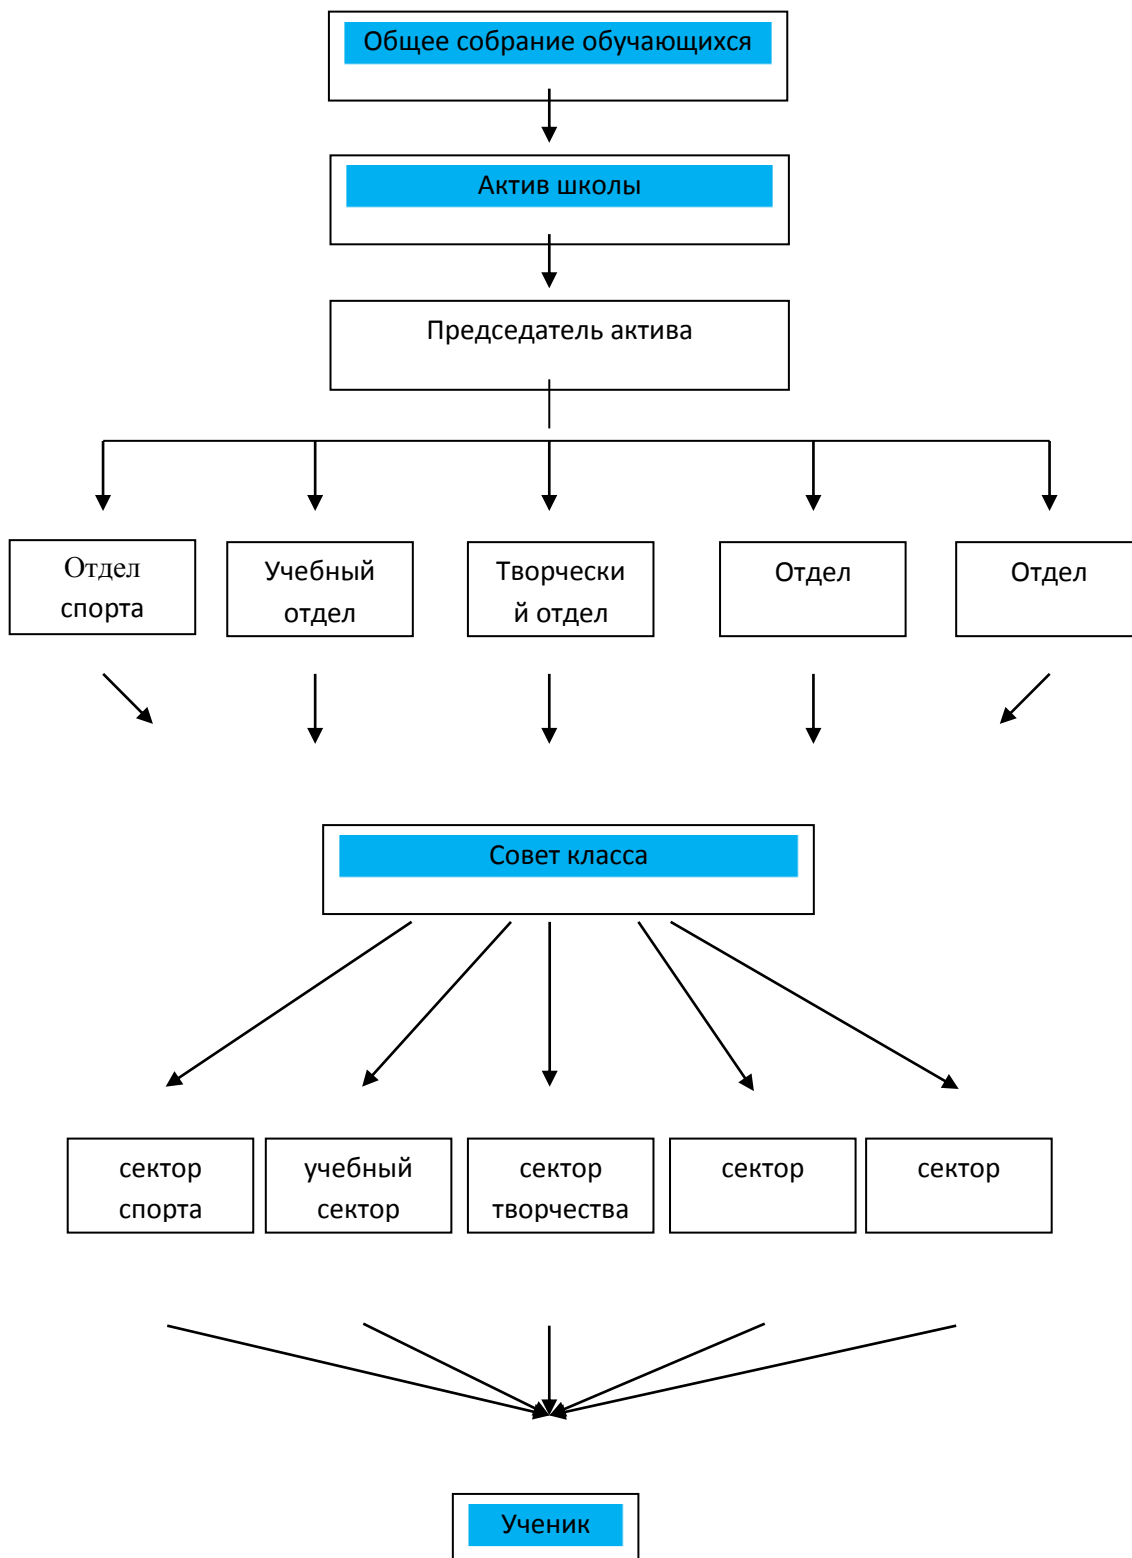 Общее собрание обучающихся
Актив школы
Председатель актива
Отдел
спорта
Учебный
отдел
Творчески
й отдел
Отдел
Отдел
Совет класса
сектор
спорта
учебный
сектор
сектор
творчества
сектор
сектор
Ученик